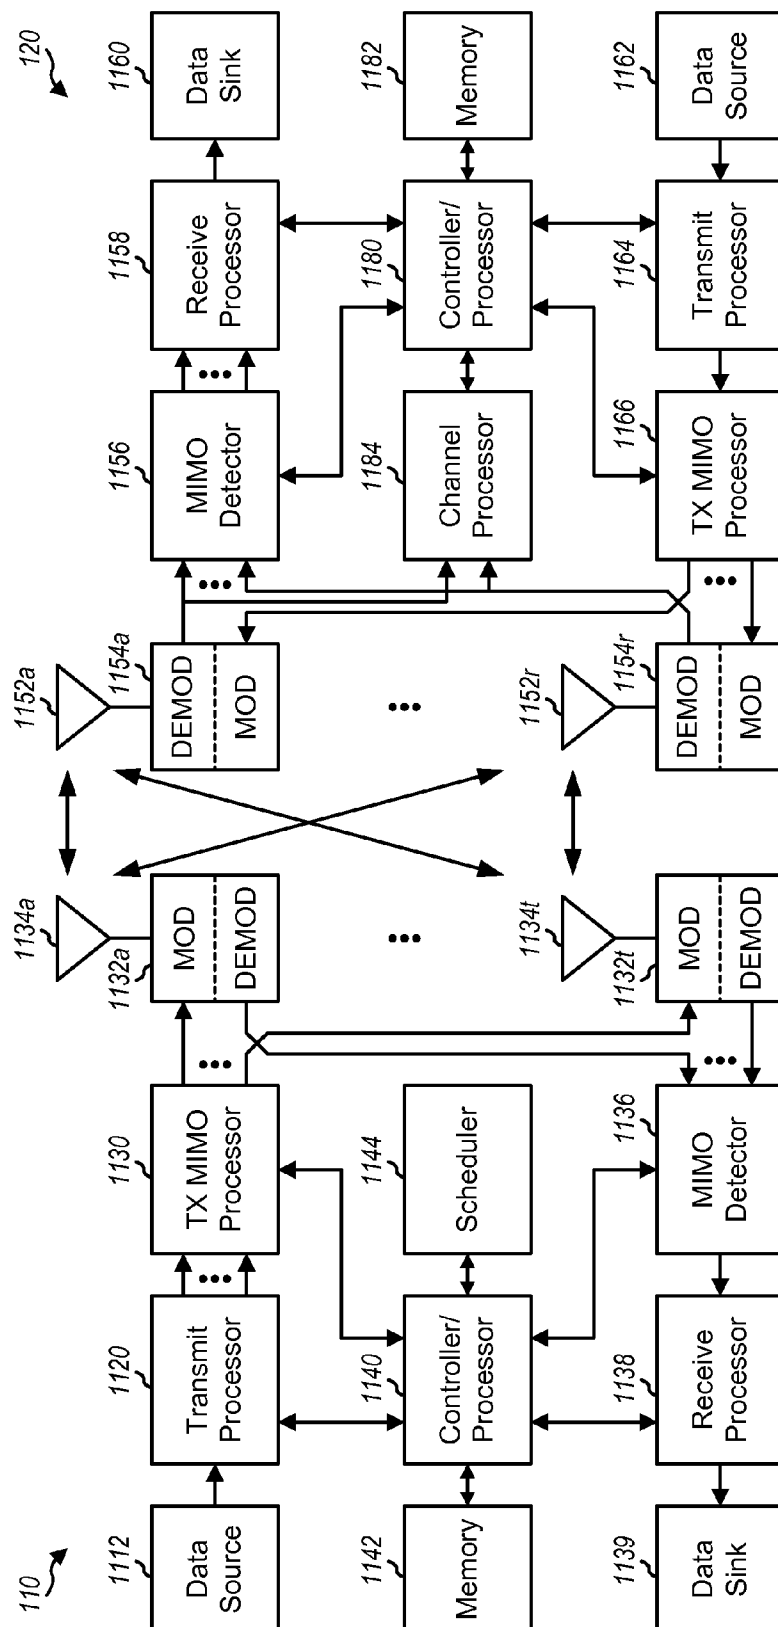 110
1112
Data
Source
1120
Transmit
Processor
1130
TX MIMO
Processor
1132a
MOD
DEMOD
1134a
1142
Memory
1140
Controller/
Processor
1144
Scheduler
1139
Data
Sink
1138
Receive
Processor
1136
MIMO
Detector
1132t
MOD
DEMOD
1134t
120
1152a
1154a
DEMOD
MOD
1156
MIMO
Detector
1158
Receive
Processor
1160
Data
Sink
1184
Channel
Processor
1180
Controller/
Processor
1182
Memory
1152r
1154r
DEMOD
MOD
1166
TX MIMO
Processor
1164
Transmit
Processor
1162
Data
Source